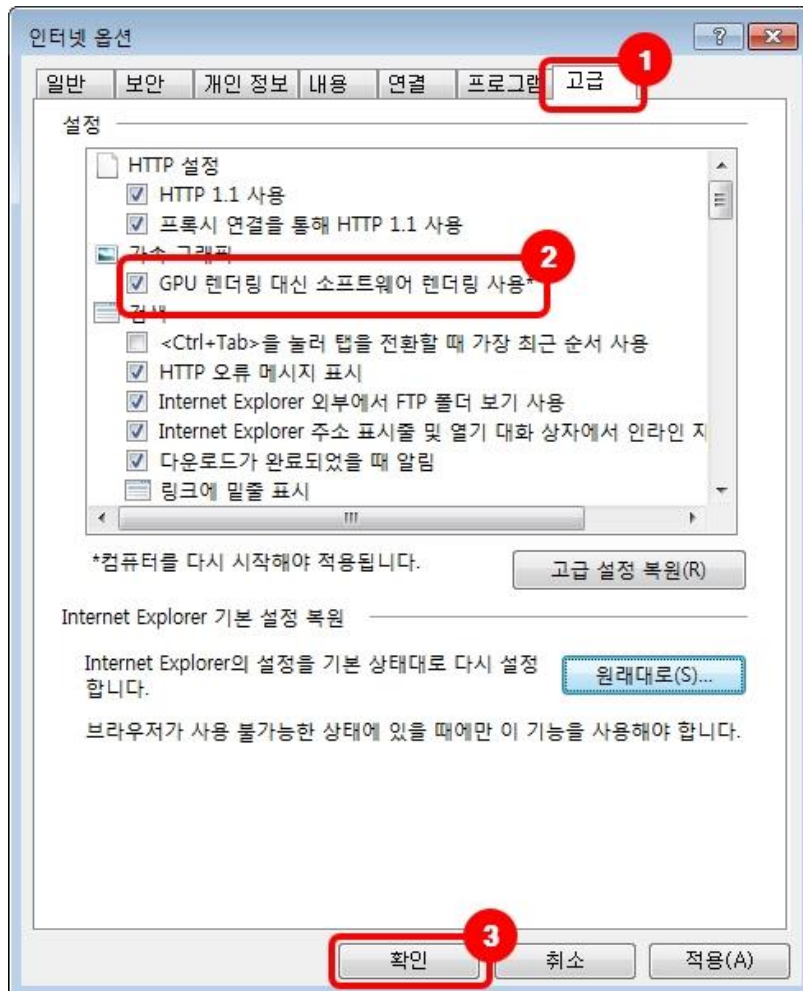 인터넷 옵션
일반 보안 개인 정보 내용 연결 프로그램 고급
1
설정
HTTP 설정
HTTP 1.1 사용
프록시 연결을 통해 HTTP 1.1 사용
가속 그래픽
2
GPU 렌더링 대신 소프트웨어 렌더링 사용*
검색
<Ctrl+Tab>을 눌러 탭을 전환할 때 가장 최근 순서 사용
HTTP 오류 메시지 표시
Internet Explorer 외부에서 FTP 폴더 보기 사용
Internet Explorer 주소 표시줄 및 열기 대화 상자에서 인라인
다운로드가 완료되었을 때 알림
링크에 밑줄 표시
*컴퓨터를 다시 시작해야 적용됩니다.
고급 설정 복원(R)
Internet Explorer 기본 설정 복원
Internet Explorer의 설정을 기본 상태대로 다시 설정
합니다.
원래대로(S)...
브라우저가 사용 불가능한 상태에 있을 때에만 이 기능을 사용해야 합니다.
3
확인 취소 적용(A)